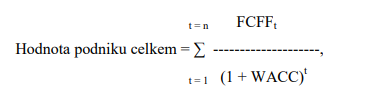 t = n FCFFt
Hodnota podniku celkem = ∑ ---------------------,
t = 1 (1 + WACC)t